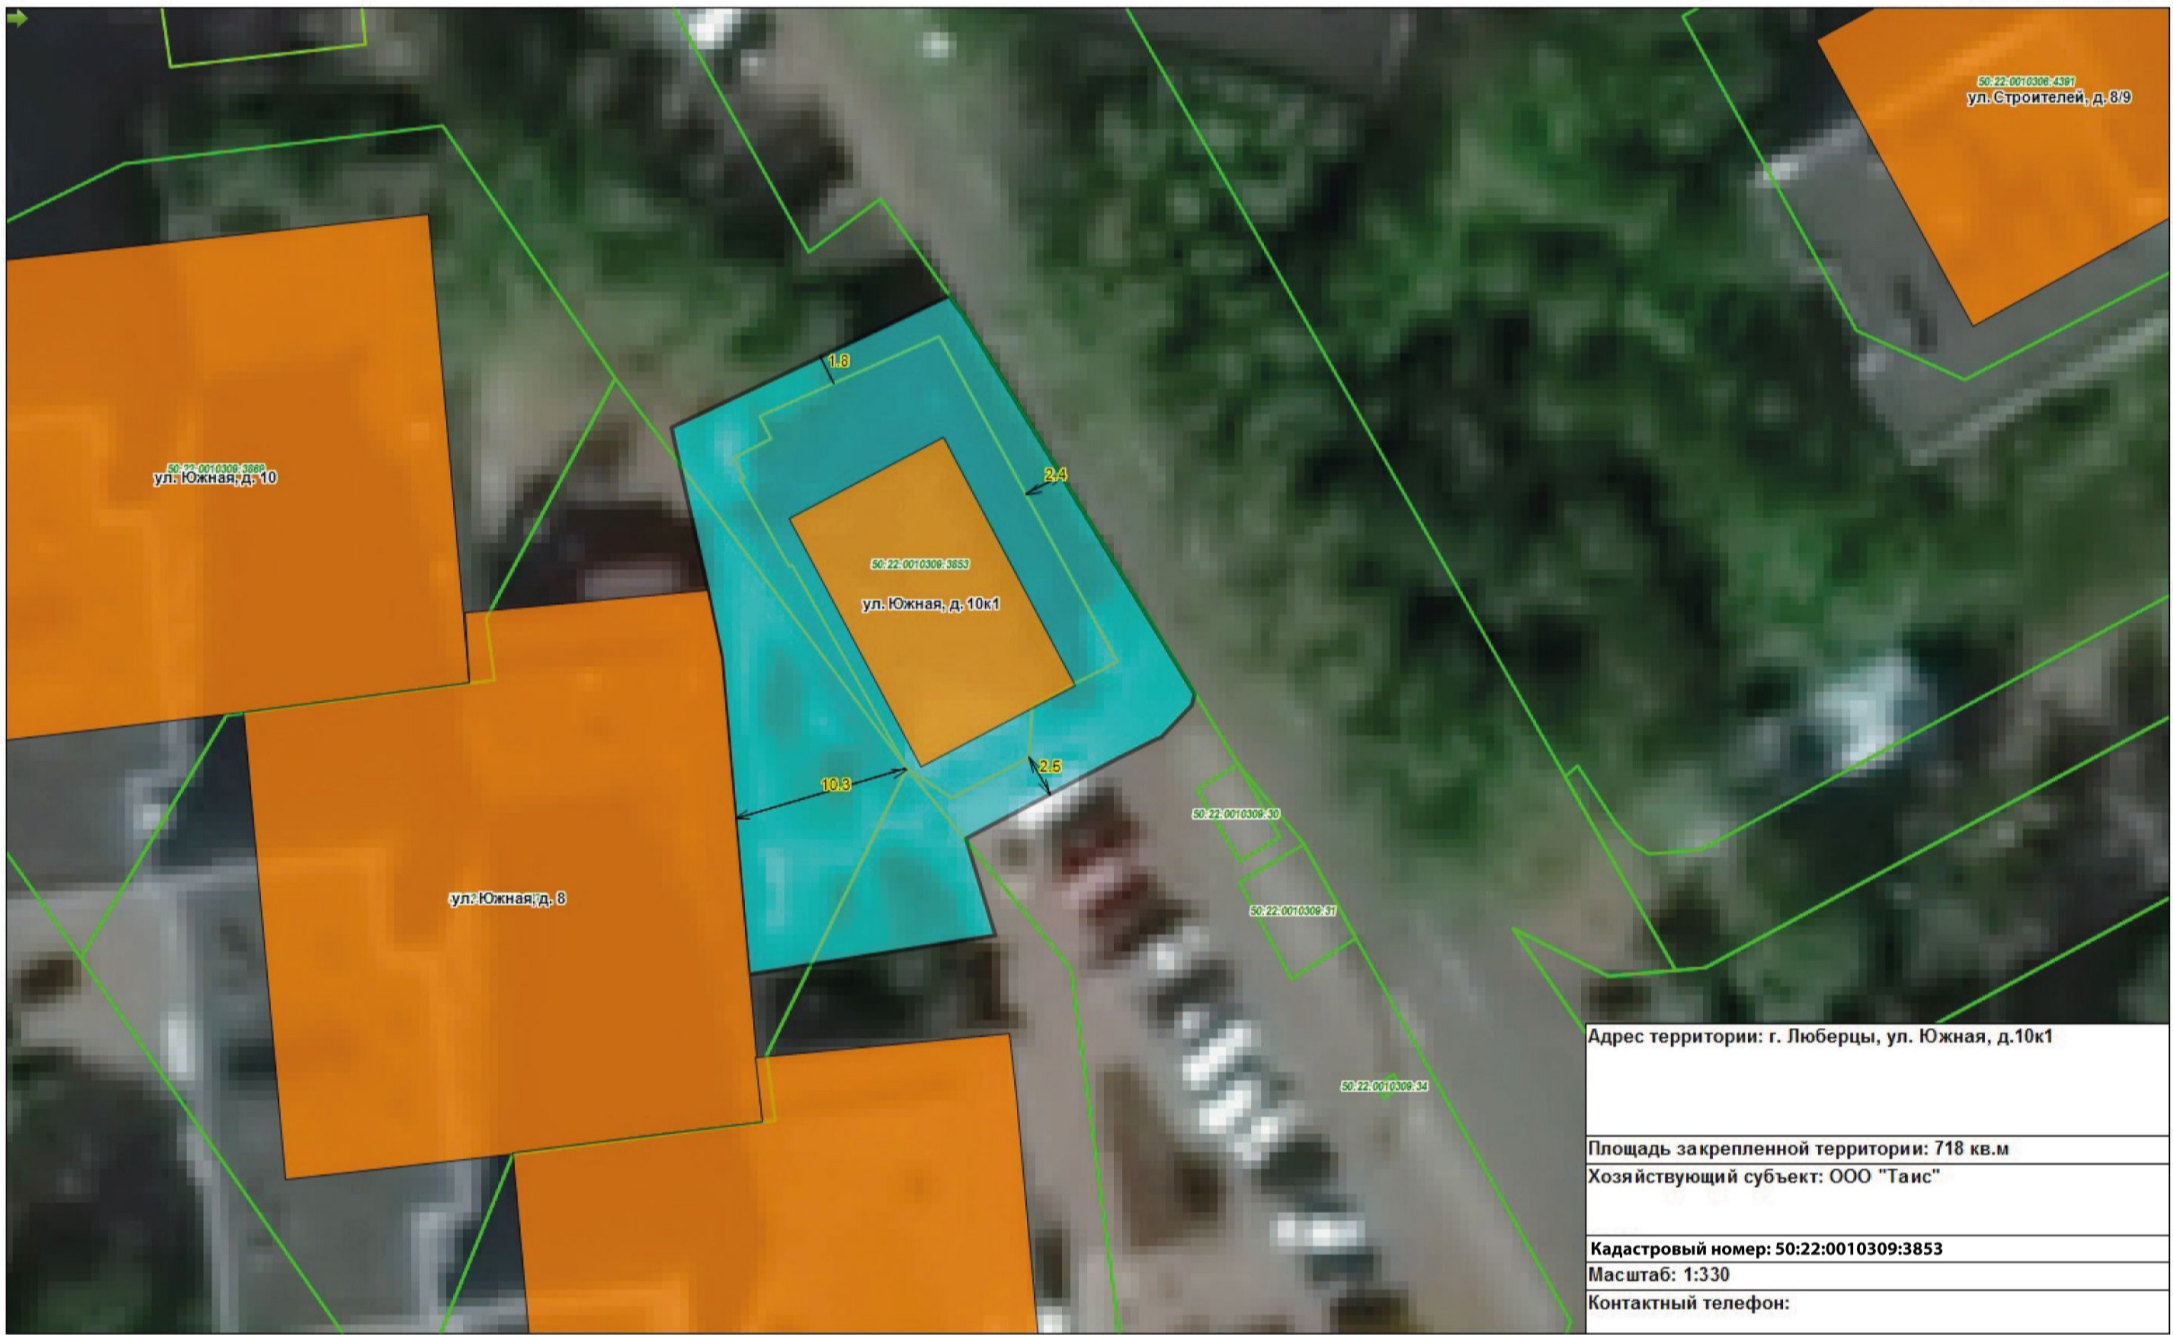 50:22:0010306:4391
ул. Строителей, д. 8/9
1.8
50:22:0010309:3869
ул. Южная, д. 10
2.4
50:22:0010309:3853
ул. Южная, д. 10к1
2.5
10.3
50:22:0010309:30
ул. Южная, д. 8
50:22:0010309:31
50:22:0010309:34
Адрес территории: г. Люберцы, ул. Южная, д.10к1
Площадь закрепленной территории: 718 кв.м
Хозяйствующий субъект: ООО "Таис"
Кадастровый номер: 50:22:0010309:3853
Масштаб: 1:330
Контактный телефон: